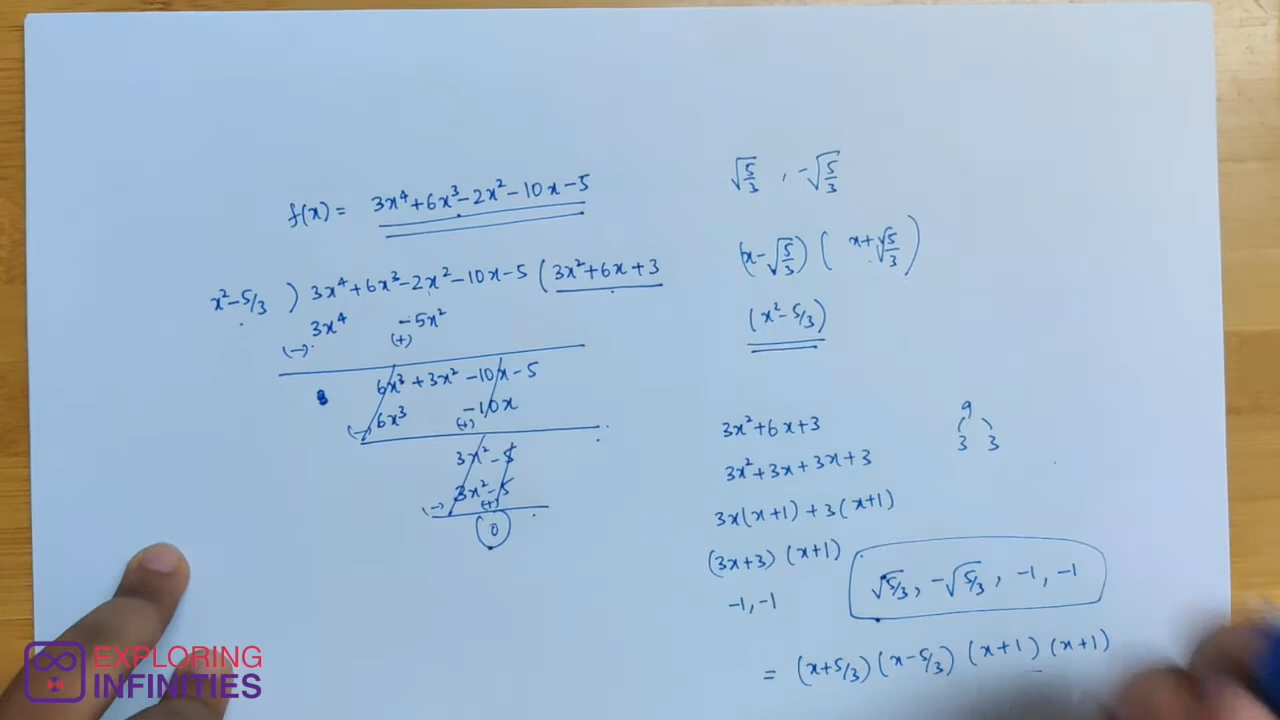 f(x) = 3x⁴+6x³-2x²-10x-5
x²-5/3 ) 3x⁴+6x³-2x²-10x-5 ( 3x²+6x+3
3x⁴ -5x²
(-) (+)
6x³+3x²-10x-5
6x³ -10x
(-) (+)
3x²-5
3x²-5
(-) (+)
0
√5/3 , -√5/3
(x-√5/3) ( x+√5/3 )
(x²-5/3)
9
3 3
3x²+6x+3
3x²+3x+3x+3
3x(x+1)+3(x+1)
(3x+3) (x+1)
-1,-1
√5/3, -√5/3, -1, -1
= (x+5/3)(x-5/3)(x+1)(x+1)
EXPLORING
INFINITIES